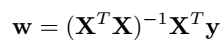 w = (X^T X)^{-1} X^T y